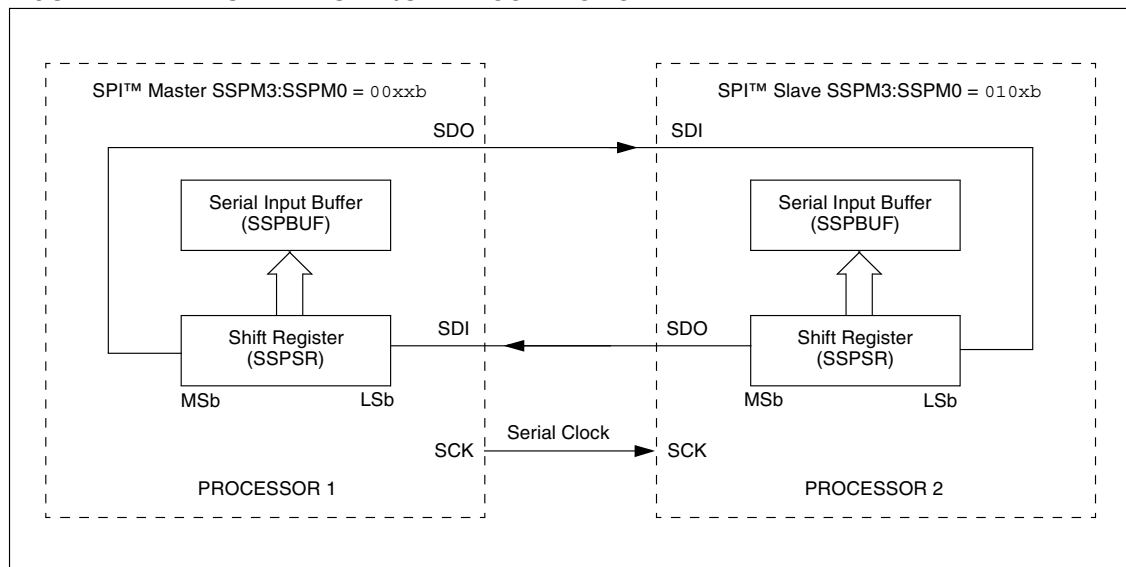 SPI™ Master SSPM3:SSPM0 = 00xxb
SPI™ Slave SSPM3:SSPM0 = 010xb
SDO
SDI
Serial Input Buffer
(SSPBUF)
Serial Input Buffer
(SSPBUF)
Shift Register
(SSPSR)
SDI
SDO
Shift Register
(SSPSR)
MSb
LSb
MSb
LSb
Serial Clock
SCK
SCK
PROCESSOR 1
PROCESSOR 2